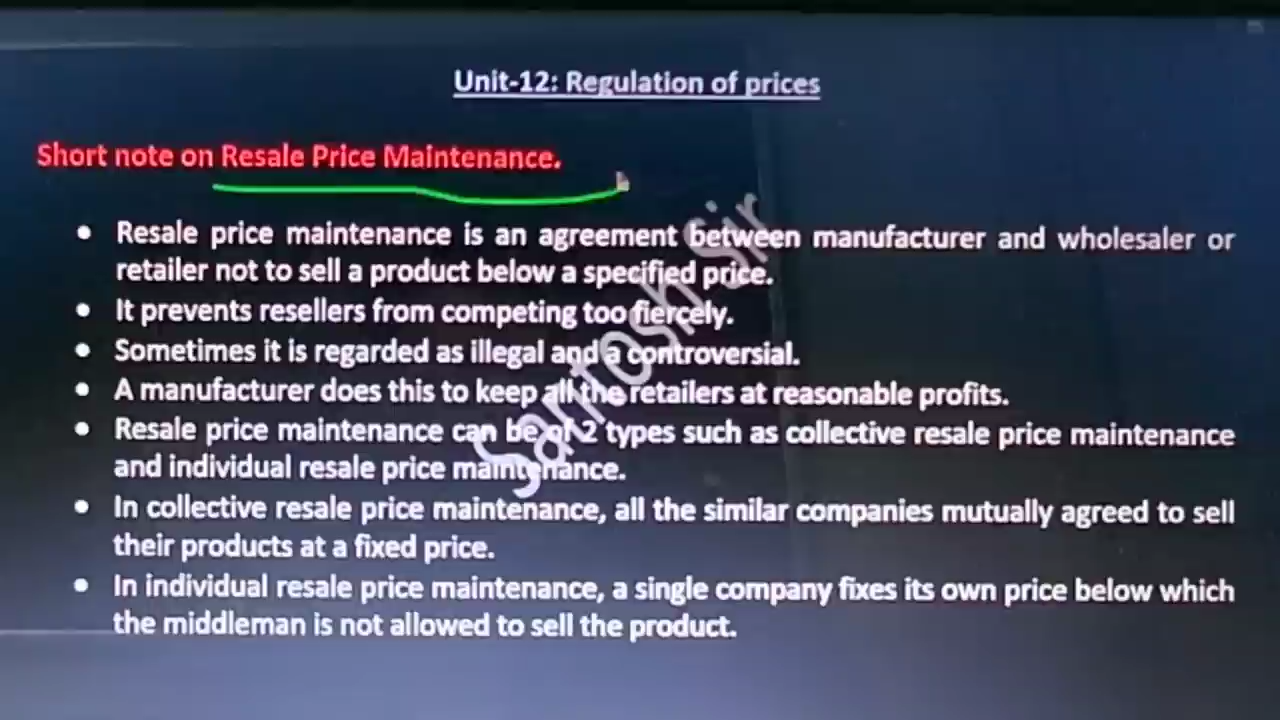 Unit-12: Regulation of prices
Short note on Resale Price Maintenance.
• Resale price maintenance is an agreement between manufacturer and wholesaler or
retailer not to sell a product below a specified price.
• It prevents resellers from competing too fiercely.
• Sometimes it is regarded as illegal and a controversial.
• A manufacturer does this to keep all the retailers at reasonable profits.
• Resale price maintenance can be of 2 types such as collective resale price maintenance
and individual resale price maintenance.
• In collective resale price maintenance, all the similar companies mutually agreed to sell
their products at a fixed price.
• In individual resale price maintenance, a single company fixes its own price below which
the middleman is not allowed to sell the product.
Santosh Sir